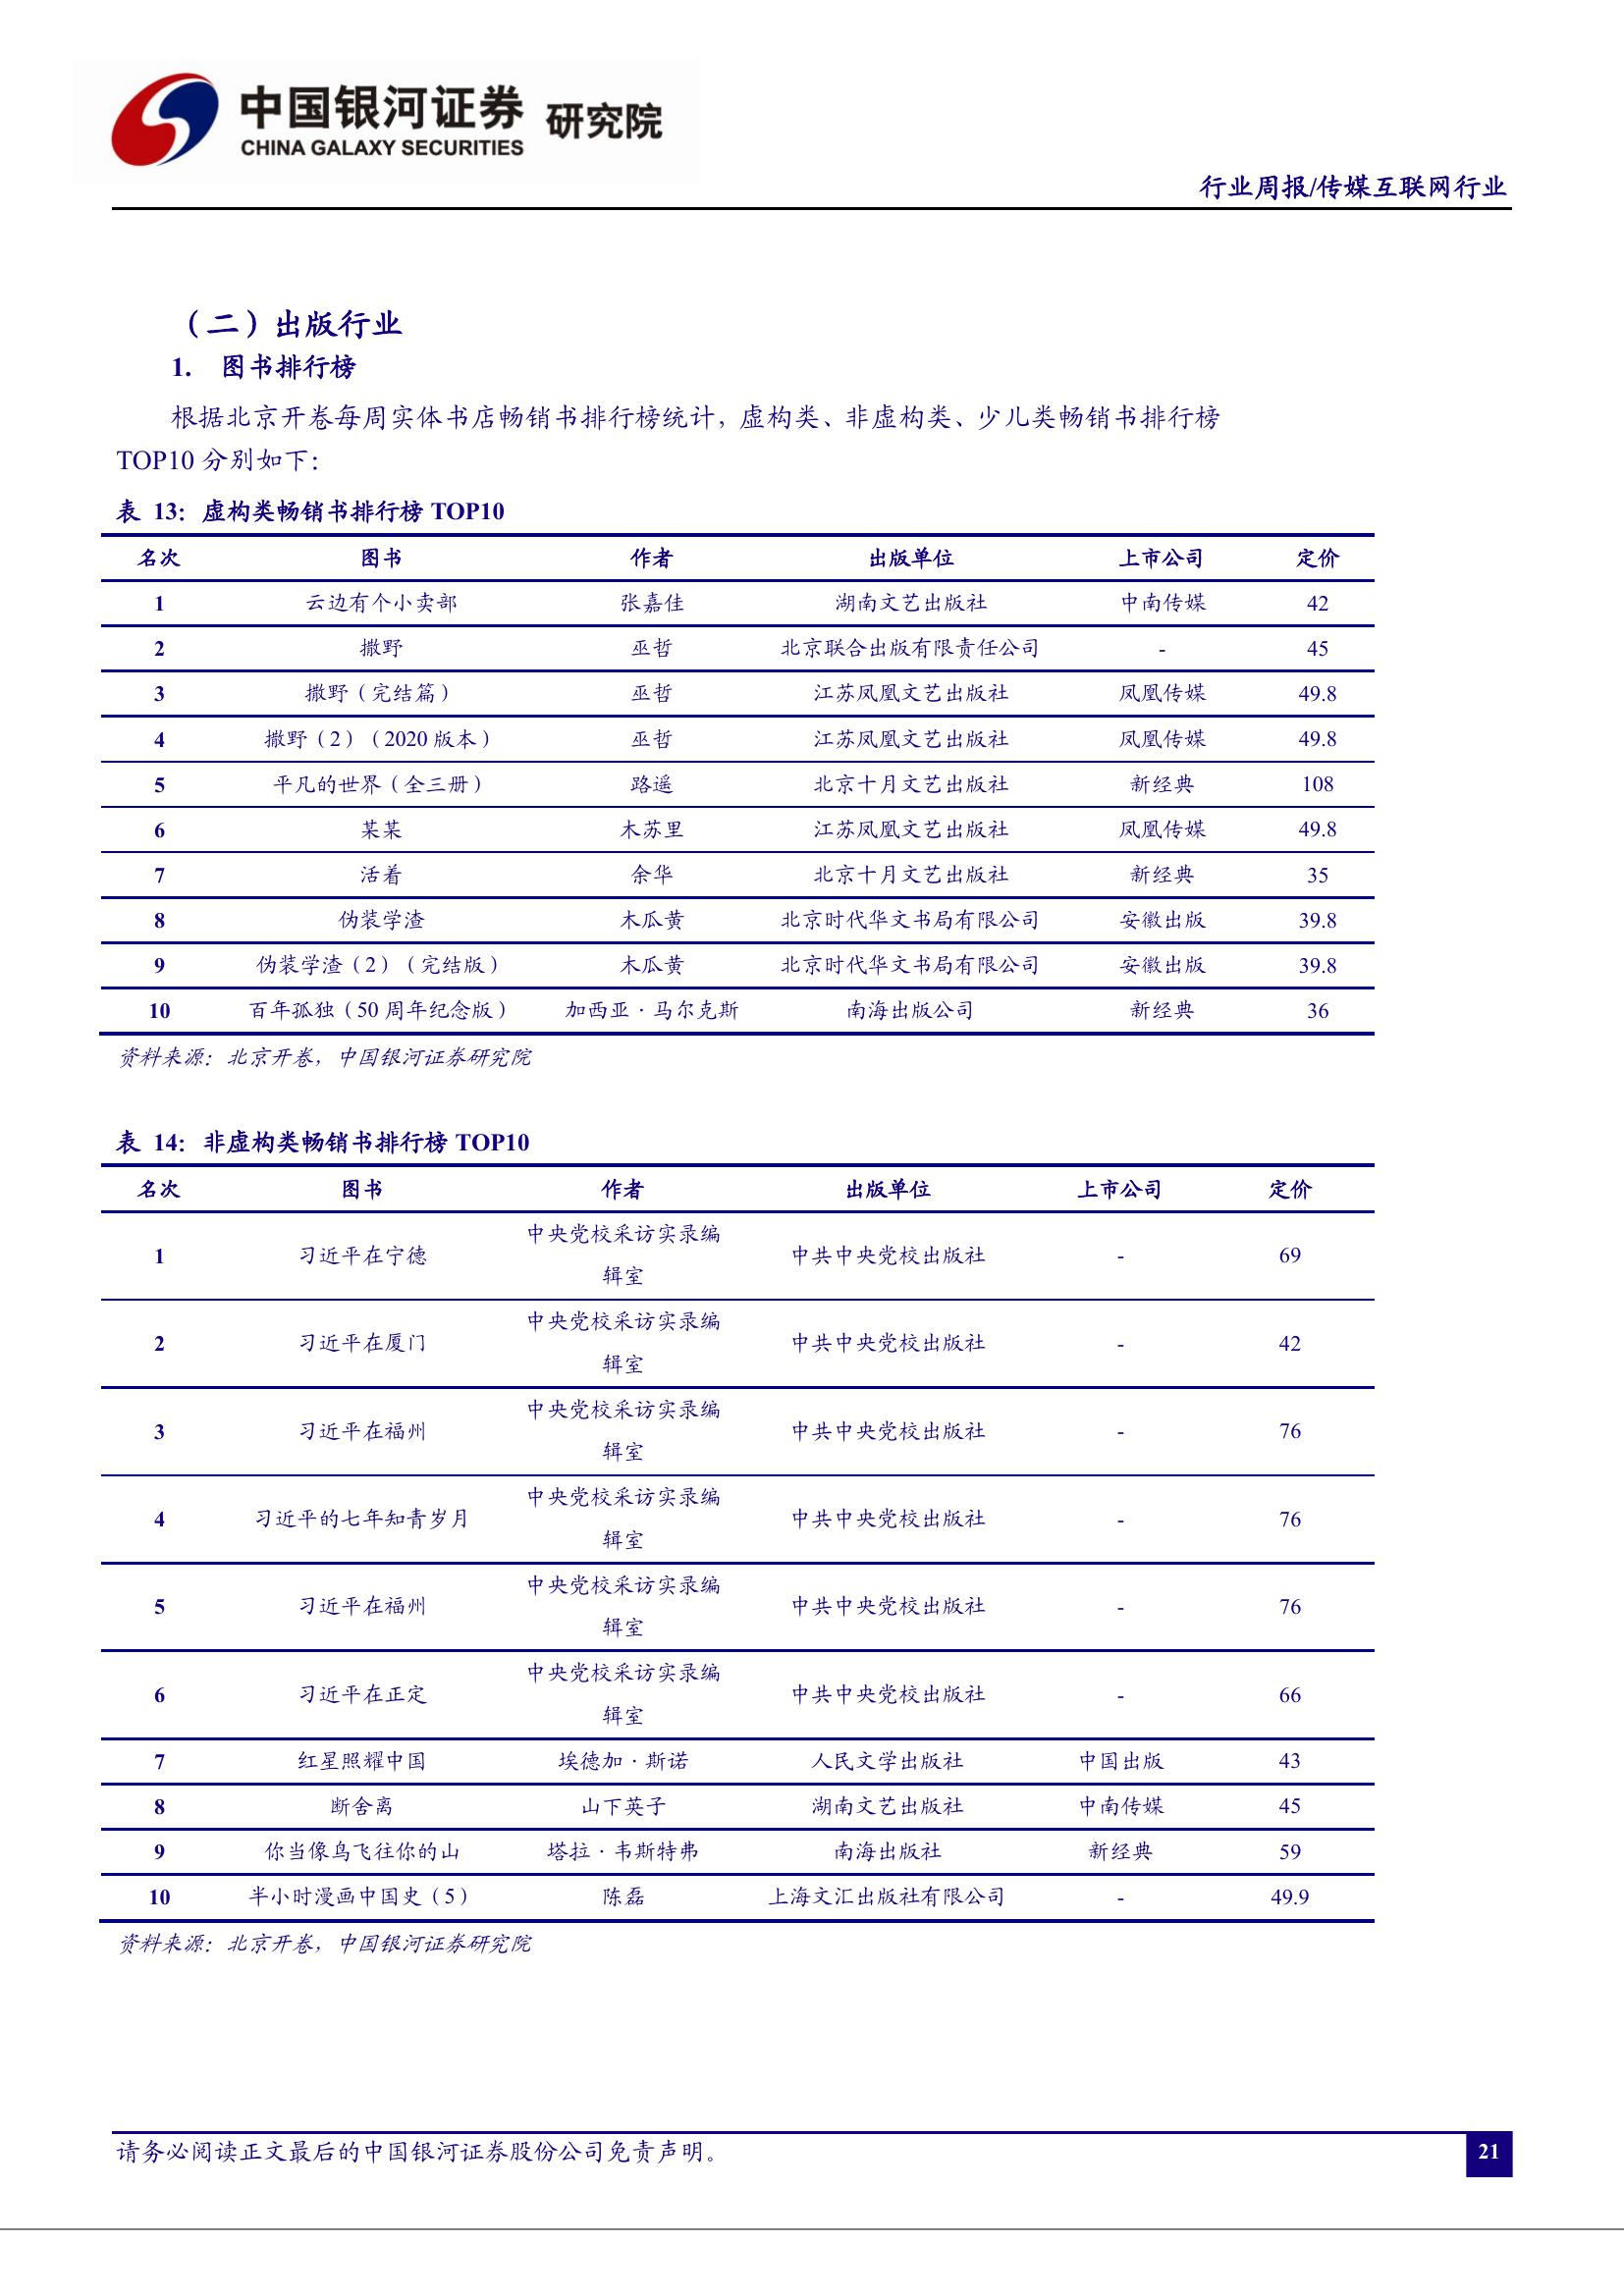 中国银河证券 研究院
CHINA GALAXY SECURITIES
行业周报/传媒互联网行业
（二）出版行业
1. 图书排行榜
根据北京开卷每周实体书店畅销书排行榜统计，虚构类、非虚构类、少儿类畅销书排行榜
TOP10 分别如下：
表 13：虚构类畅销书排行榜 TOP10
名次 图书 作者 出版单位 上市公司 定价
1 云边有个小卖部 张嘉佳 湖南文艺出版社 中南传媒 42
2 撒野 巫哲 北京联合出版有限责任公司 - 45
3 撒野（完结篇） 巫哲 江苏凤凰文艺出版社 凤凰传媒 49.8
4 撒野（2）（2020 版本） 巫哲 江苏凤凰文艺出版社 凤凰传媒 49.8
5 平凡的世界（全三册） 路遥 北京十月文艺出版社 新经典 108
6 某某 木苏里 江苏凤凰文艺出版社 凤凰传媒 49.8
7 活着 余华 北京十月文艺出版社 新经典 35
8 伪装学渣 木瓜黄 北京时代华文书局有限公司 安徽出版 39.8
9 伪装学渣（2）（完结版） 木瓜黄 北京时代华文书局有限公司 安徽出版 39.8
10 百年孤独（50 周年纪念版） 加西亚·马尔克斯 南海出版公司 新经典 36
资料来源：北京开卷，中国银河证券研究院
表 14：非虚构类畅销书排行榜 TOP10
名次 图书 作者 出版单位 上市公司 定价
1 习近平在宁德 中央党校采访实录编 中共中央党校出版社 - 69
辑室
2 习近平在厦门 中央党校采访实录编 中共中央党校出版社 - 42
辑室
3 习近平在福州 中央党校采访实录编 中共中央党校出版社 - 76
辑室
4 习近平的七年知青岁月 中央党校采访实录编 中共中央党校出版社 - 76
辑室
5 习近平在福州 中央党校采访实录编 中共中央党校出版社 - 76
辑室
6 习近平在正定 中央党校采访实录编 中共中央党校出版社 - 66
辑室
7 红星照耀中国 埃德加·斯诺 人民文学出版社 中国出版 43
8 断舍离 山下英子 湖南文艺出版社 中南传媒 45
9 你当像鸟飞往你的山 塔拉·韦斯特弗 南海出版社 新经典 59
10 半小时漫画中国史（5） 陈磊 上海文汇出版社有限公司 - 49.9
资料来源：北京开卷，中国银河证券研究院
请务必阅读正文最后的中国银河证券股份公司免责声明。
21